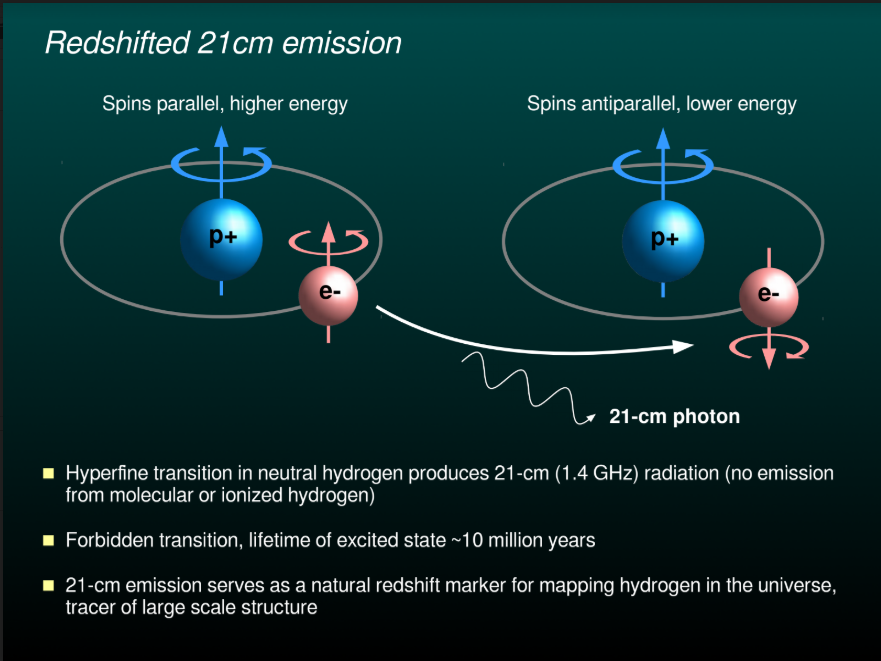 Redshifted 21cm emission
Spins parallel, higher energy
Spins antiparallel, lower energy
p+
e-
p+
e-
21-cm photon
Hyperfine transition in neutral hydrogen produces 21-cm (1.4 GHz) radiation (no emission
from molecular or ionized hydrogen)
Forbidden transition, lifetime of excited state ~10 million years
21-cm emission serves as a natural redshift marker for mapping hydrogen in the universe,
tracer of large scale structure